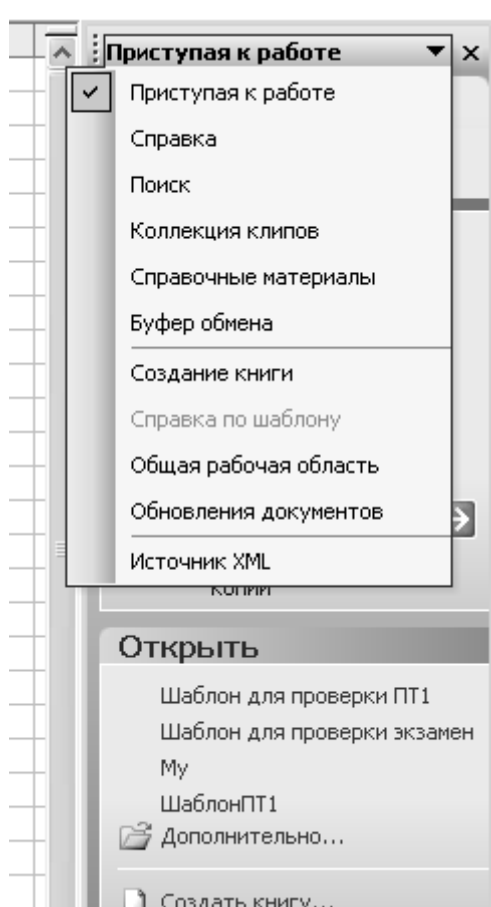 Приступая к работе
Приступая к работе
Справка
Поиск
Коллекция клипов
Справочные материалы
Буфер обмена
Создание книги
Справка по шаблону
Общая рабочая область
Обновления документов
Источник XML
копии
Открыть
Шаблон для проверки ПТ1
Шаблон для проверки экзамен
My
ШаблонПТ1
Дополнительно...
Создать книгу...